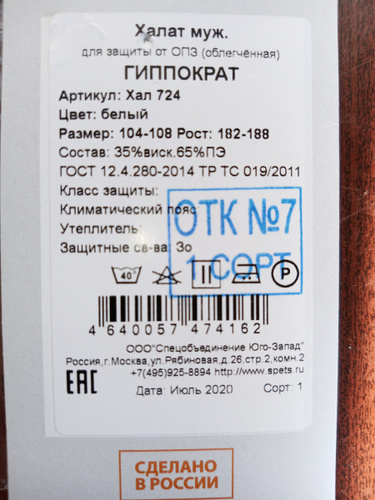 Халат муж.
для защиты от ОПЗ (облегчённая)
ГИППОКРАТ
Артикул: Хал 724
Цвет: белый
Размер: 104-108 Рост: 182-188
Состав: 35%виск.65%ПЭ
ГОСТ 12.4.280-2014 ТР ТС 019/2011
Класс защиты:
Климатический пояс
Утеплитель:
Защитные св-ва: Зо
ОТК №7
1 СОРТ
40
P
4 640057 474162
ООО"Спецобъединение Юго-Запад"
Россия,г.Москва,ул.Рябиновая,д.26,стр.2,комн.2
+7(495)925-8894 http://www.spets.ru
EAC
Дата: Июль 2020 Сорт: 1
СДЕЛАНО
В РОССИИ